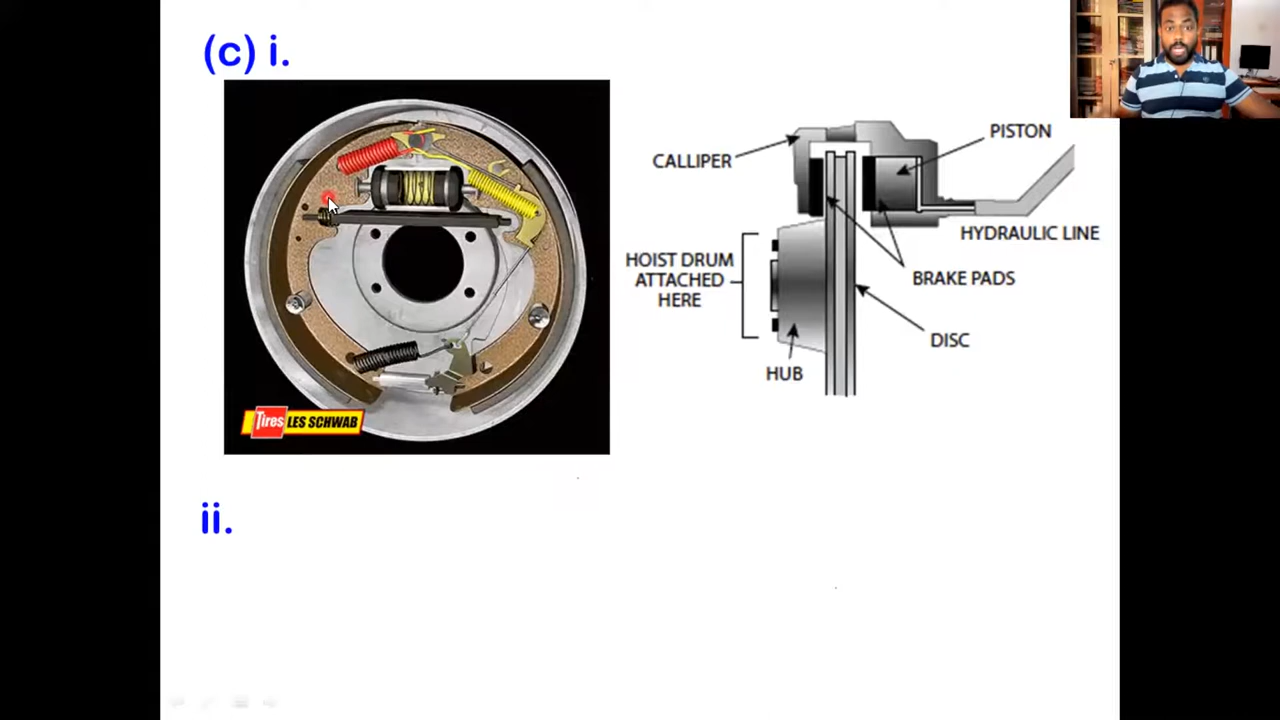 (c) i.
Tires LES SCHWAB
CALLIPER
PISTON
HYDRAULIC LINE
HOIST DRUM
ATTACHED
HERE
BRAKE PADS
DISC
HUB
ii.